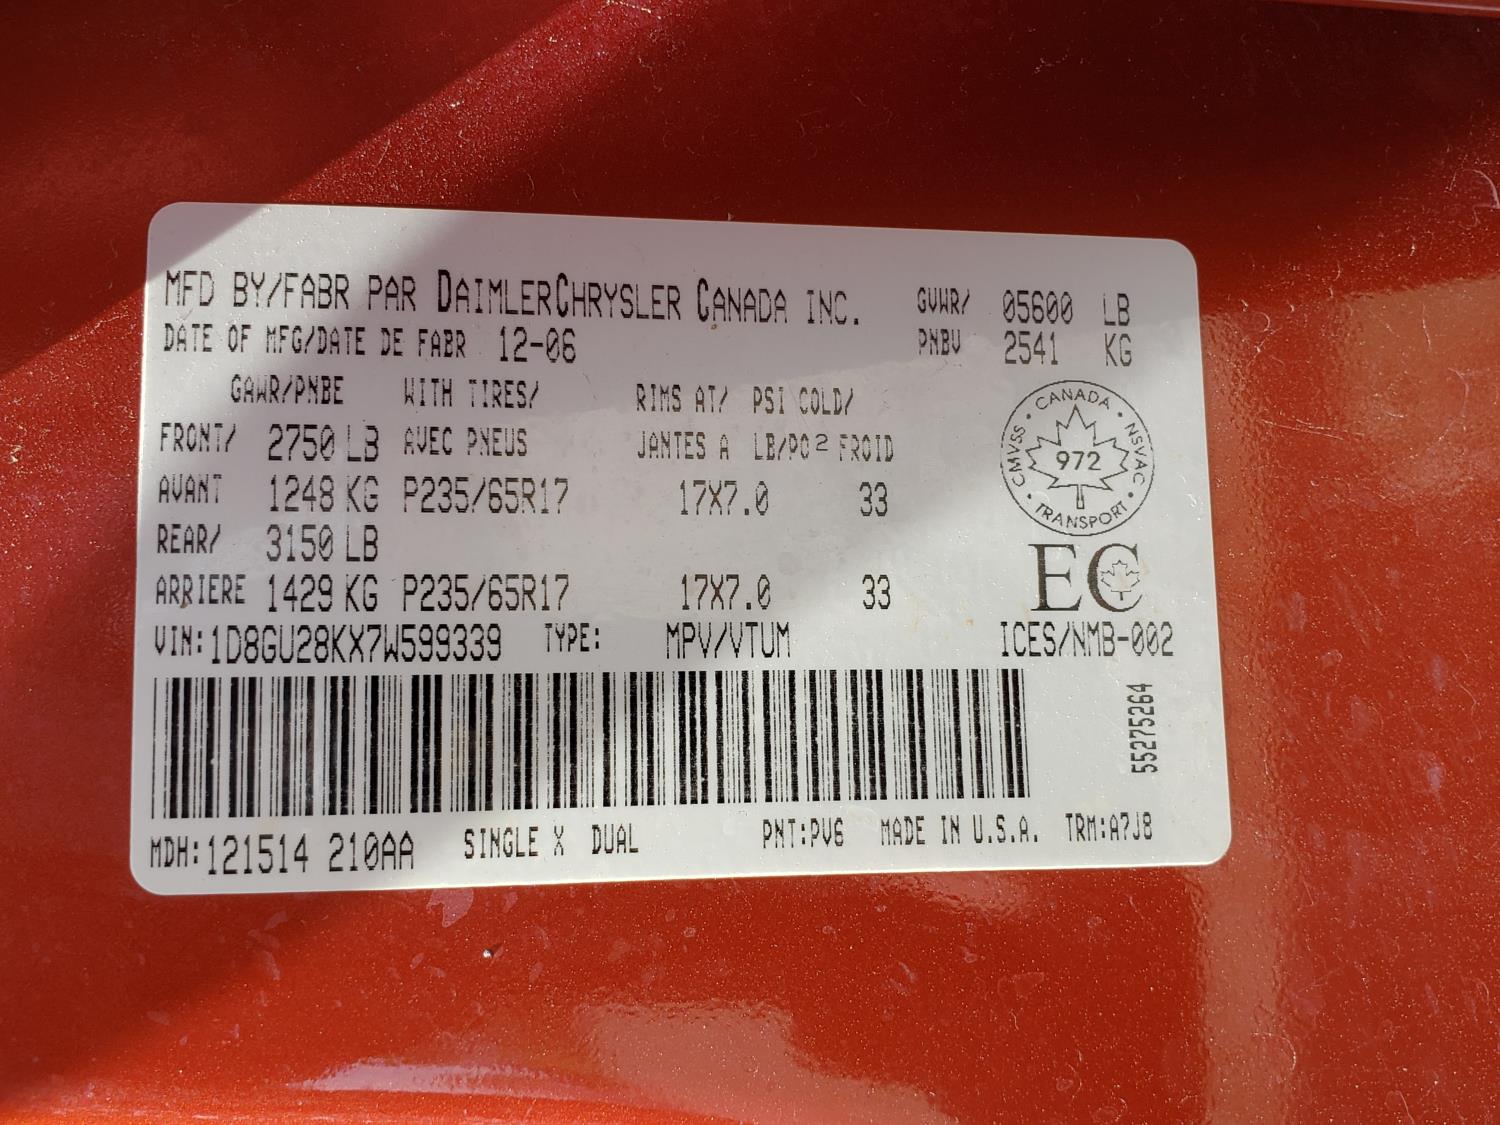 MFD BY/FABR PAR DAIMLERCHRYSLER CANADA INC. GVWR/ 05600 LB
DATE OF MFG/DATE DE FABR 12-06 PNBV 2541 KG
GAWR/PNBE WITH TIRES/ RIMS AT/ PSI COLD/
FRONT/ 2750 LB AVEC PNEUS JANTES A LB/PO2 FROID
AVANT 1248 KG P235/65R17 17X7.0 33
REAR/ 3150 LB
ARRIERE 1429 KG P235/65R17 17X7.0 33
CANADA
CMVSS 972 NSVAC
TRANSPORT
EC
VIN:1D8GU28KX7W599339 TYPE: MPV/VTUM ICES/NMB-002
55275264
MDH:121514 210AA SINGLE X DUAL PNT:PV6 MADE IN U.S.A. TRM:A7J8